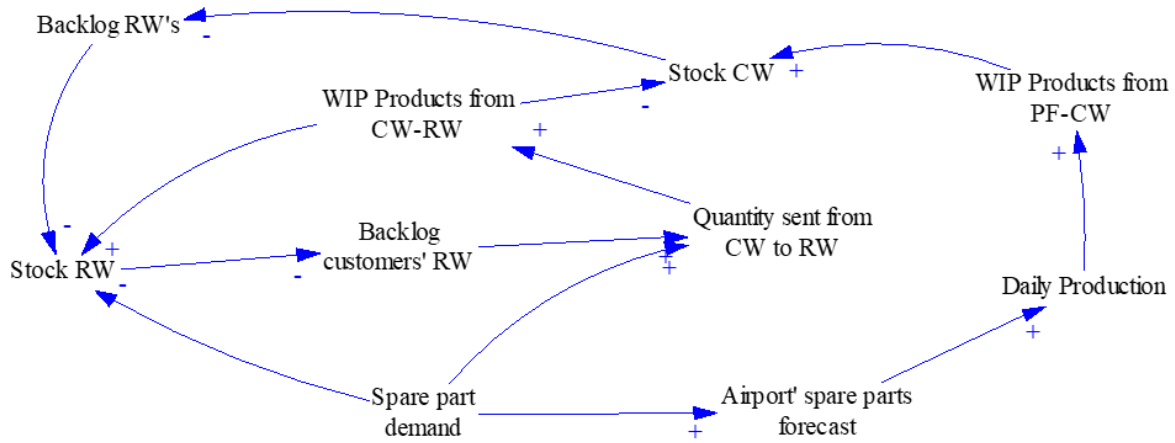 Backlog RW's
-
Stock CW
+
WIP Products from
PF-CW
+
WIP Products from
CW-RW
+
-
Quantity sent from
CW to RW
+
+
Backlog
customers' RW
-
-
+
Stock RW
-
Daily Production
+
Spare part
demand
+
Airport' spare parts
forecast